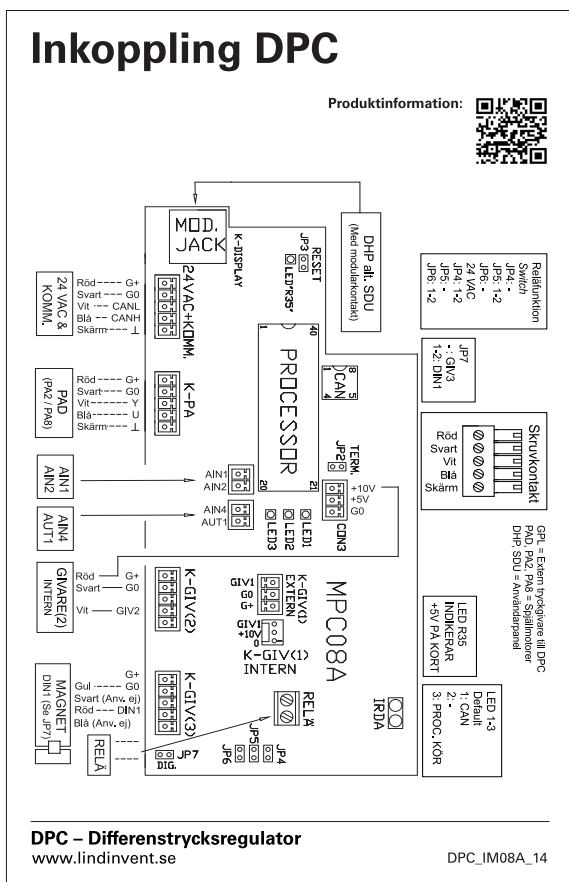 Inkoppling DPC
Produktinformation:
MOD.
JACK
K-DISPLAY
RESET
JP3
LED"R35"
DHP alt. SDU
(Med modularkontakt)
Reläfunktion
Switch
JP4: -
JP5: 1-2
JP6: -
24 VAC
JP4: 1-2
JP5: -
JP6: 1-2
24 VAC &
KOMM.
Röd G+
Svart G0
Vit CANL
Blå CANH
Skärm ⊥
24VAC+KOMM.
1
40
PROCESSOR
20
21
8
5
CAN
1
4
JP7
- : GIV3
1-2: DIN1
PAD
(PA2 / PA8)
Röd G+
Svart G0
Vit Y
Blå U
Skärm ⊥
K-PA
TERM.
JP2
Röd
Svart
Vit
Blå
Skärm
Skruvkontakt
AIN1
AIN2
AIN1
AIN2
+10V
+5V
G0
CON3
AIN4
AUT1
AIN4
AUT1
LED3
LED2
LED1
GPL = Extern tryckgivare till DPC
PAD, PA2, PA8 = Spjällmotorer
DHP, SDU = Användarpanel
GIVARE(2)
INTERN
Röd G+
Svart G0
Vit GIV2
K-GIV(2)
GIV1
G0
G+
K-GIV(1)
EXTERN
GIV1
+10V
0
K-GIV(1)
INTERN
MPC08A
LED R35
INDIKERAR
+5V PÅ KORT
MAGNET
DIN1 (Se JP7)
G+
Gul G0
Svart (Anv. ej)
Röd DIN1
Blå (Anv. ej)
K-GIV(3)
RELÄ
IRDA
LED 1-3
Default
1: CAN
2: -
3: PROC. KÖR
RELÄ
JP7
DIG.
JP6
JP5
JP4
DPC – Differenstrycksregulator
www.lindinvent.se
DPC_IM08A_14